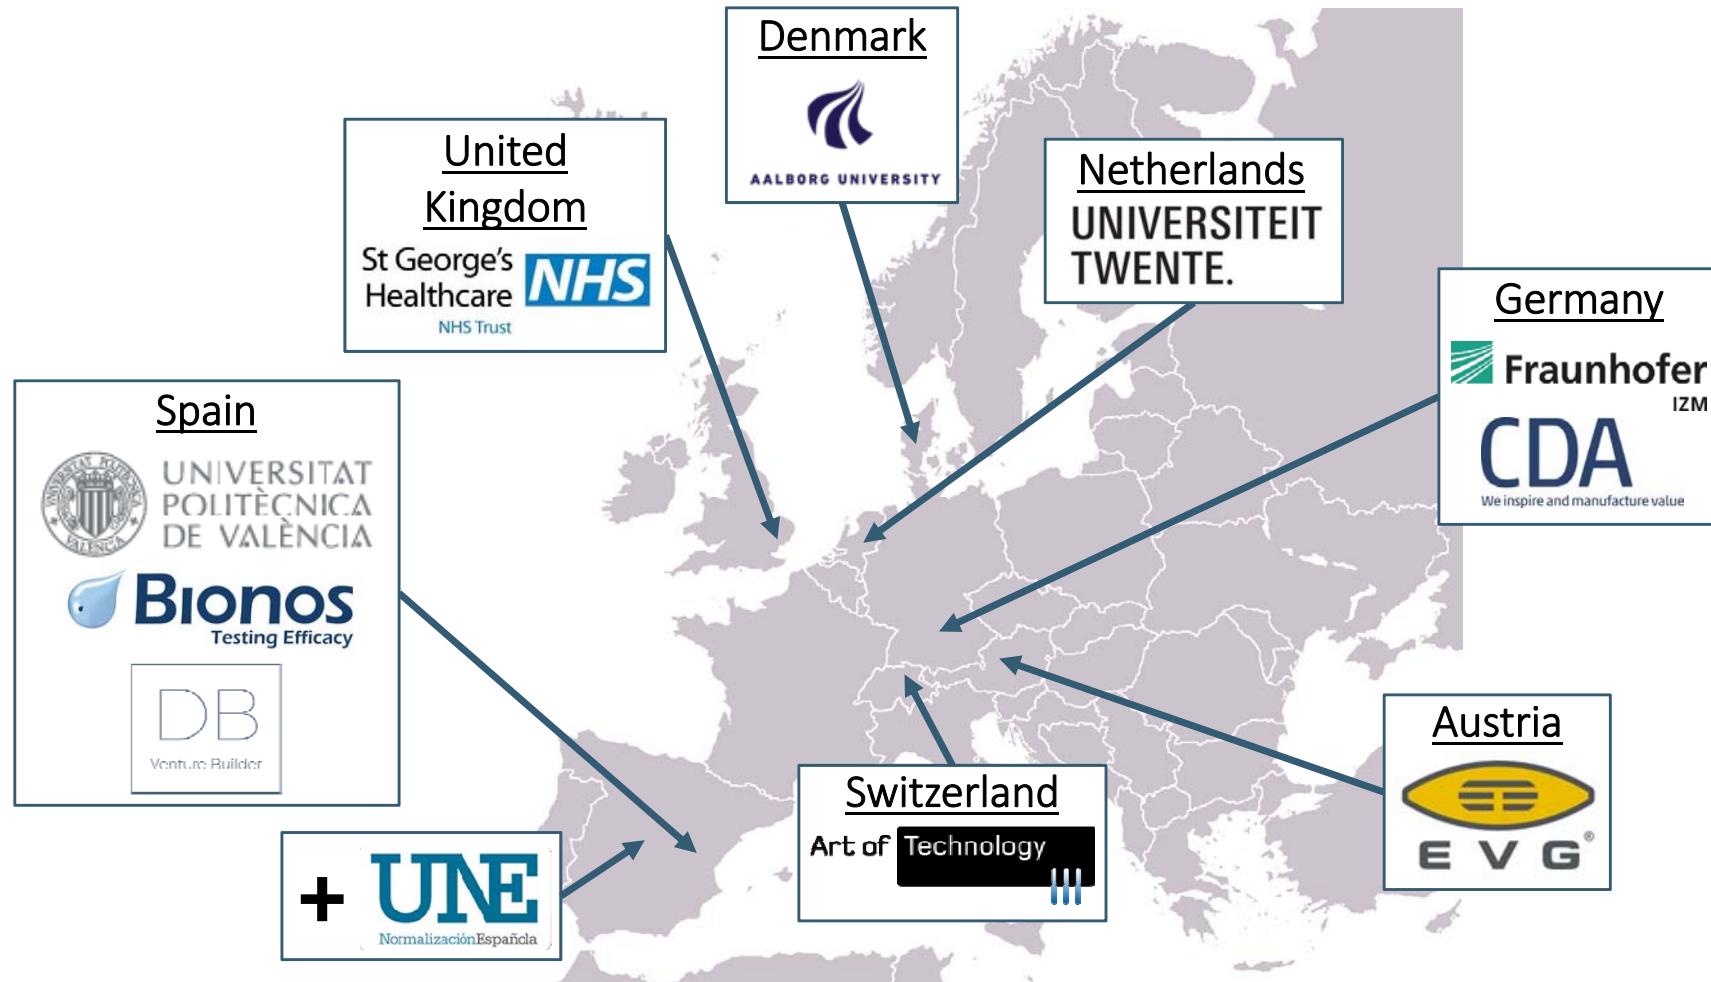 Denmark
AALBORG UNIVERSITY
United
Kingdom
St George's
Healthcare
NHS
NHS Trust
Netherlands
UNIVERSITEIT
TWENTE.
Germany
Fraunhofer
IZM
CDA
We inspire and manufacture value
Spain
UNIVERSITAT
POLITÈCNICA
DE VALÈNCIA
Bionos
Testing Efficacy
DB
Venture Builder
+ UNE
NormalizaciónEspañola
Switzerland
Art of Technology
Austria
EVG®